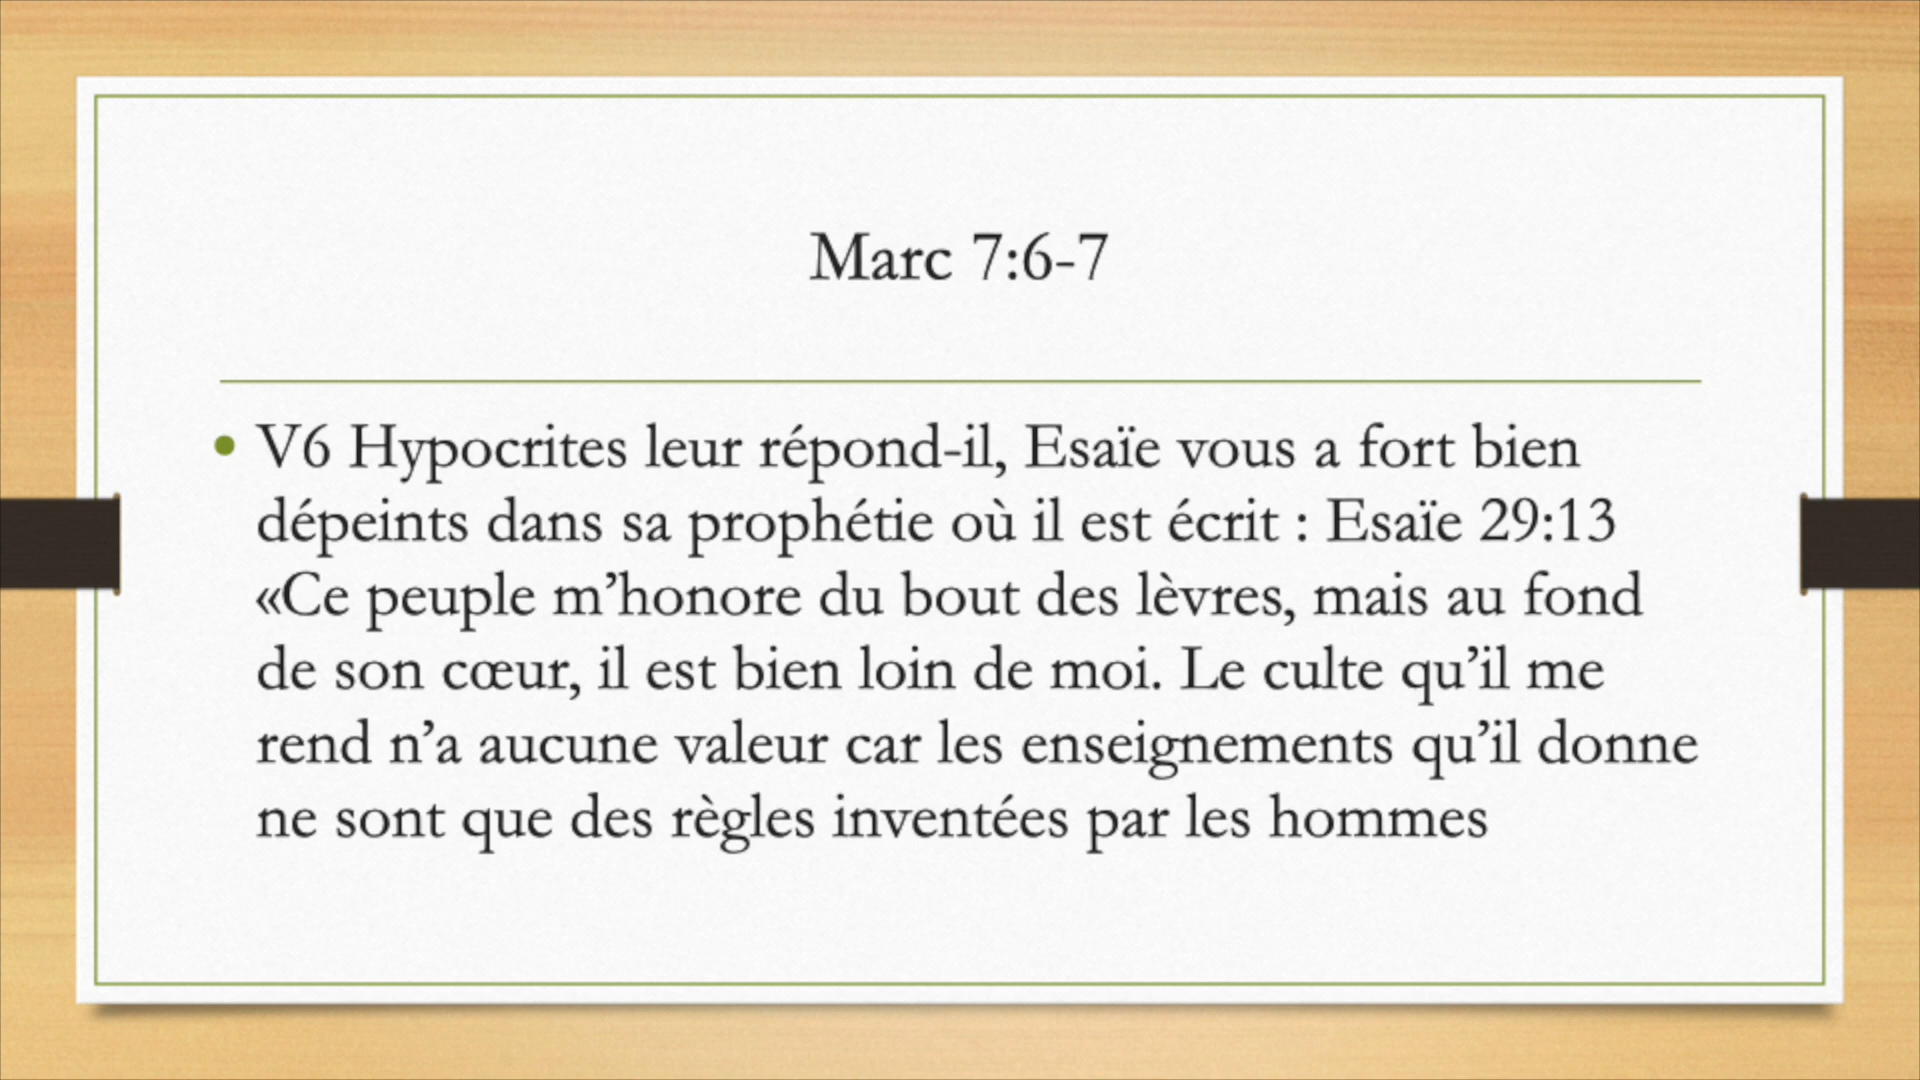 Marc 7:6-7
• V6 Hypocrites leur répond-il, Esaïe vous a fort bien
dépeints dans sa prophétie où il est écrit : Esaïe 29:13
«Ce peuple m’honore du bout des lèvres, mais au fond
de son cœur, il est bien loin de moi. Le culte qu’il me
rend n’a aucune valeur car les enseignements qu’il donne
ne sont que des règles inventées par les hommes